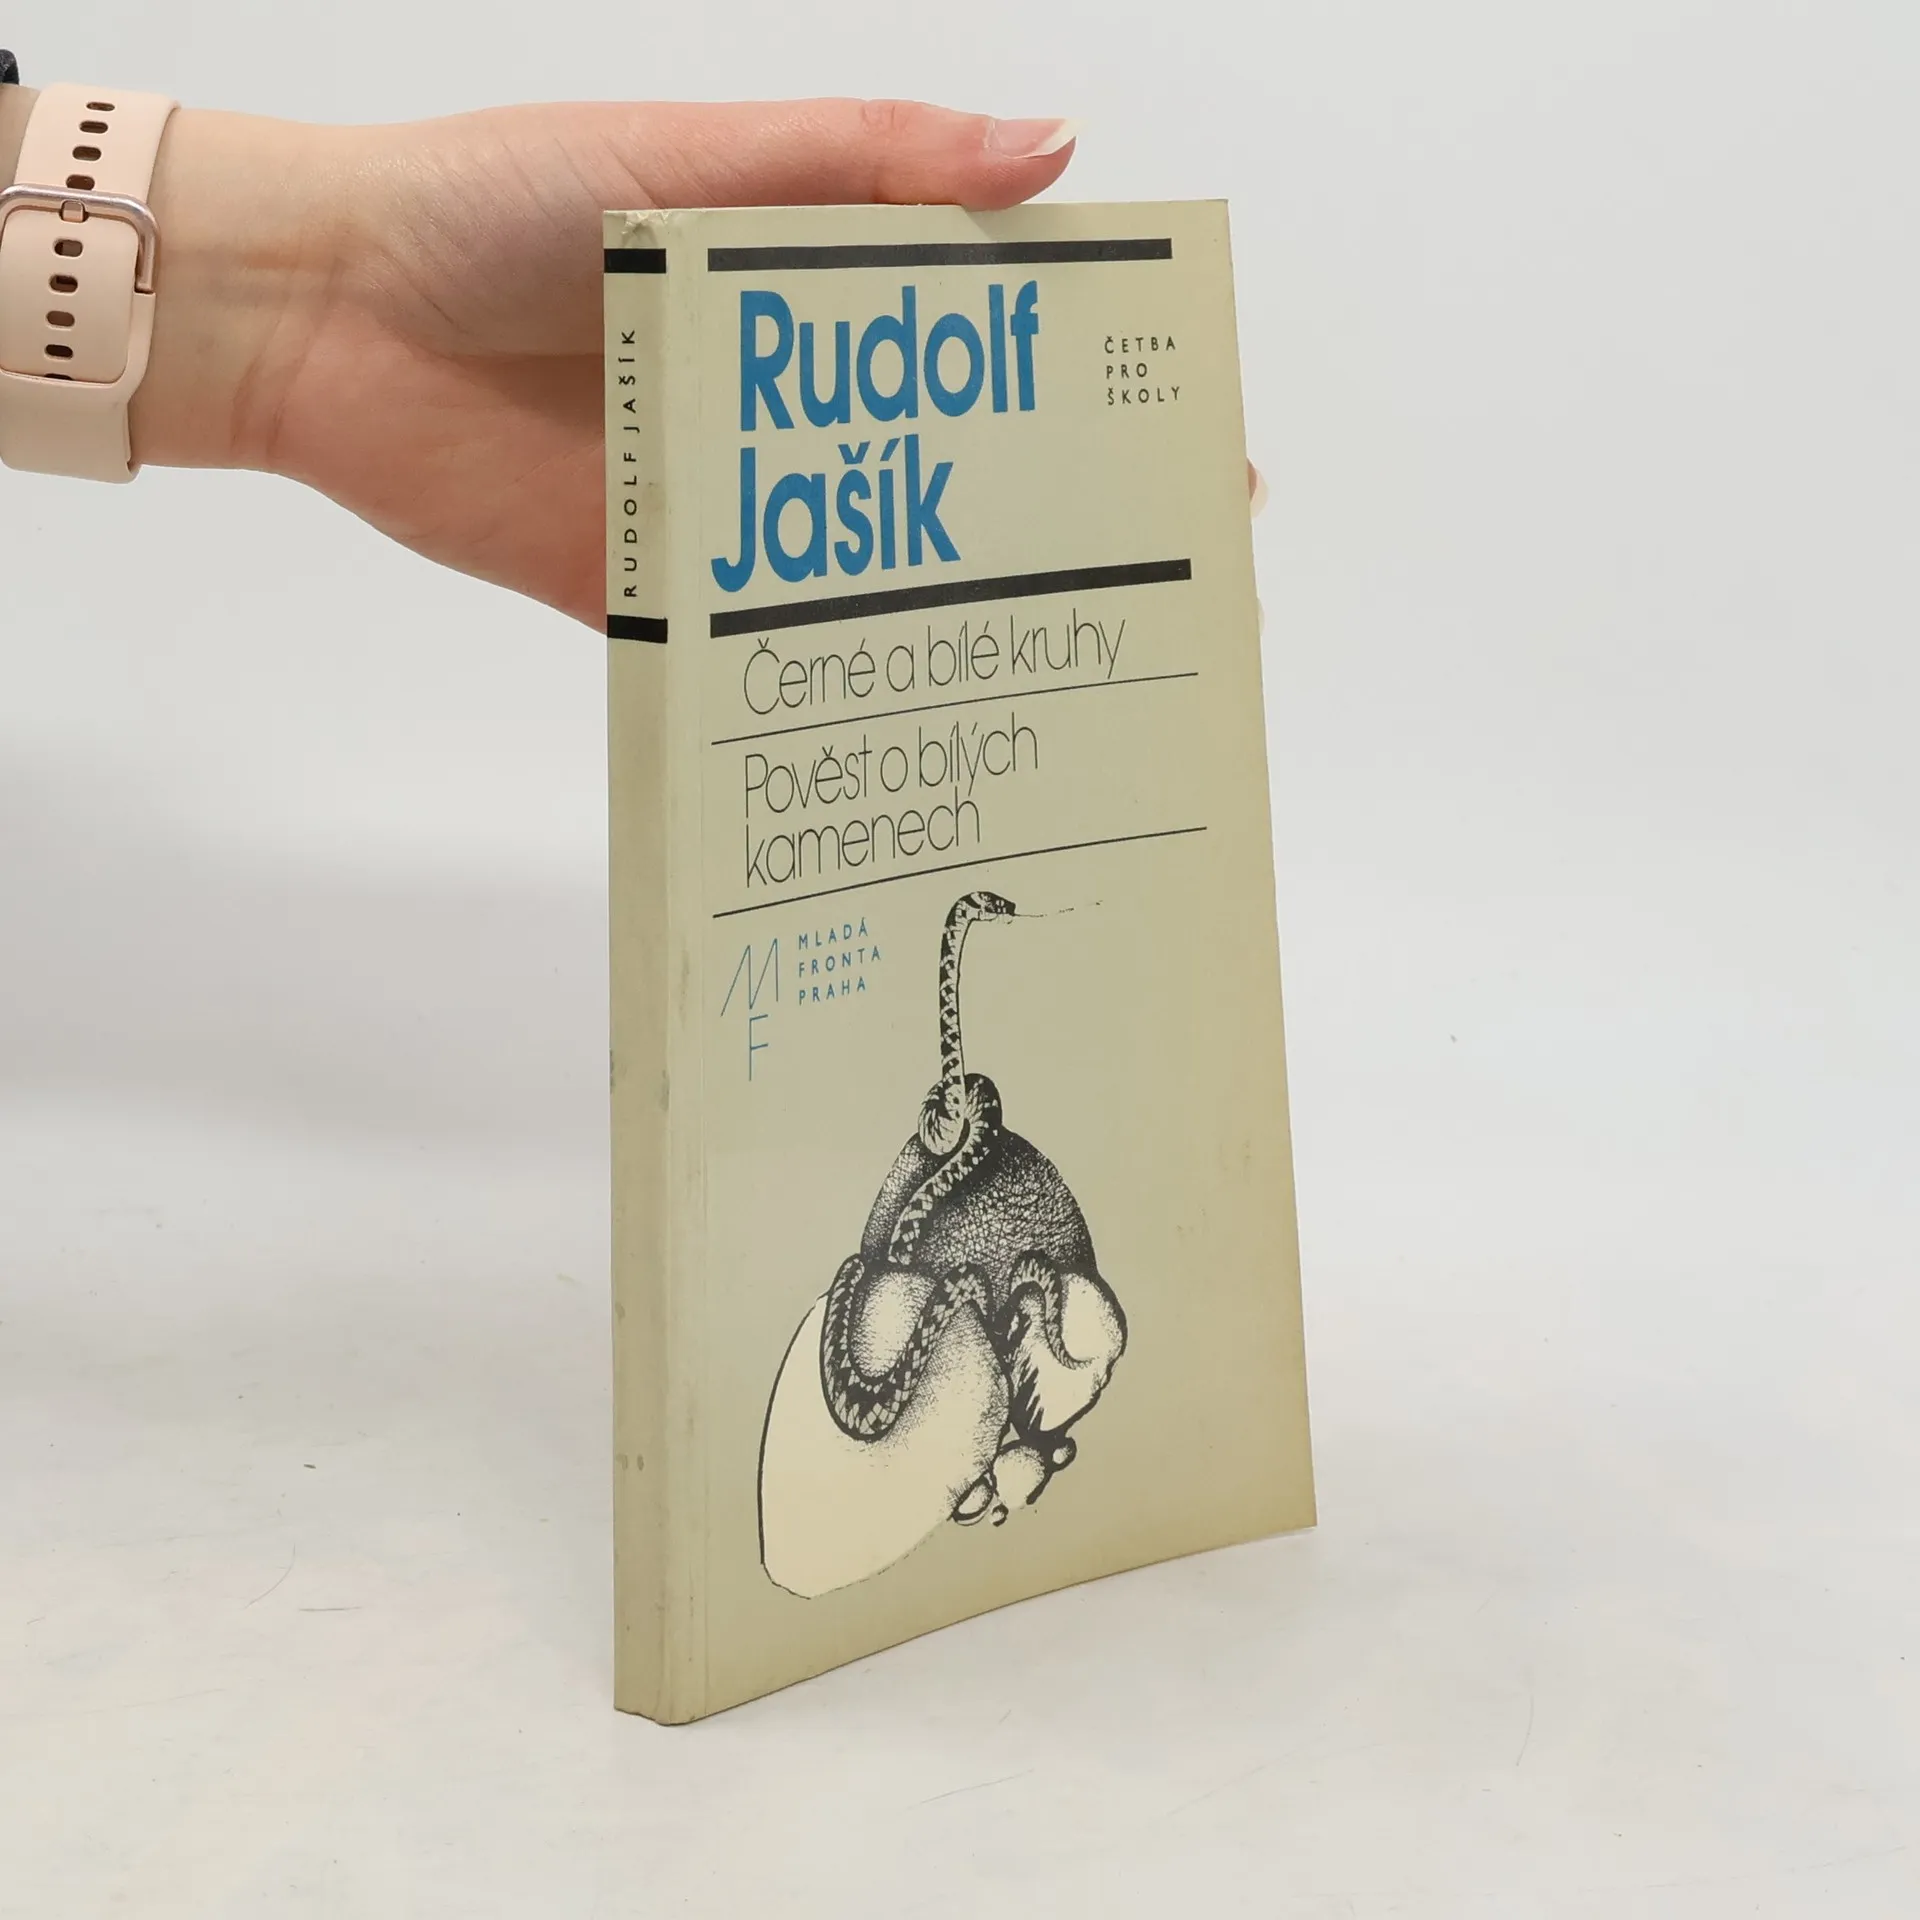 RUDOLF JAŠÍK
Rudolf
Jašík
ČETBA
PRO
ŠKOLY
Černé a bílé kruhy
Pověst o bílých
kamenech
MF
MLADÁ
FRONTA
PRAHA